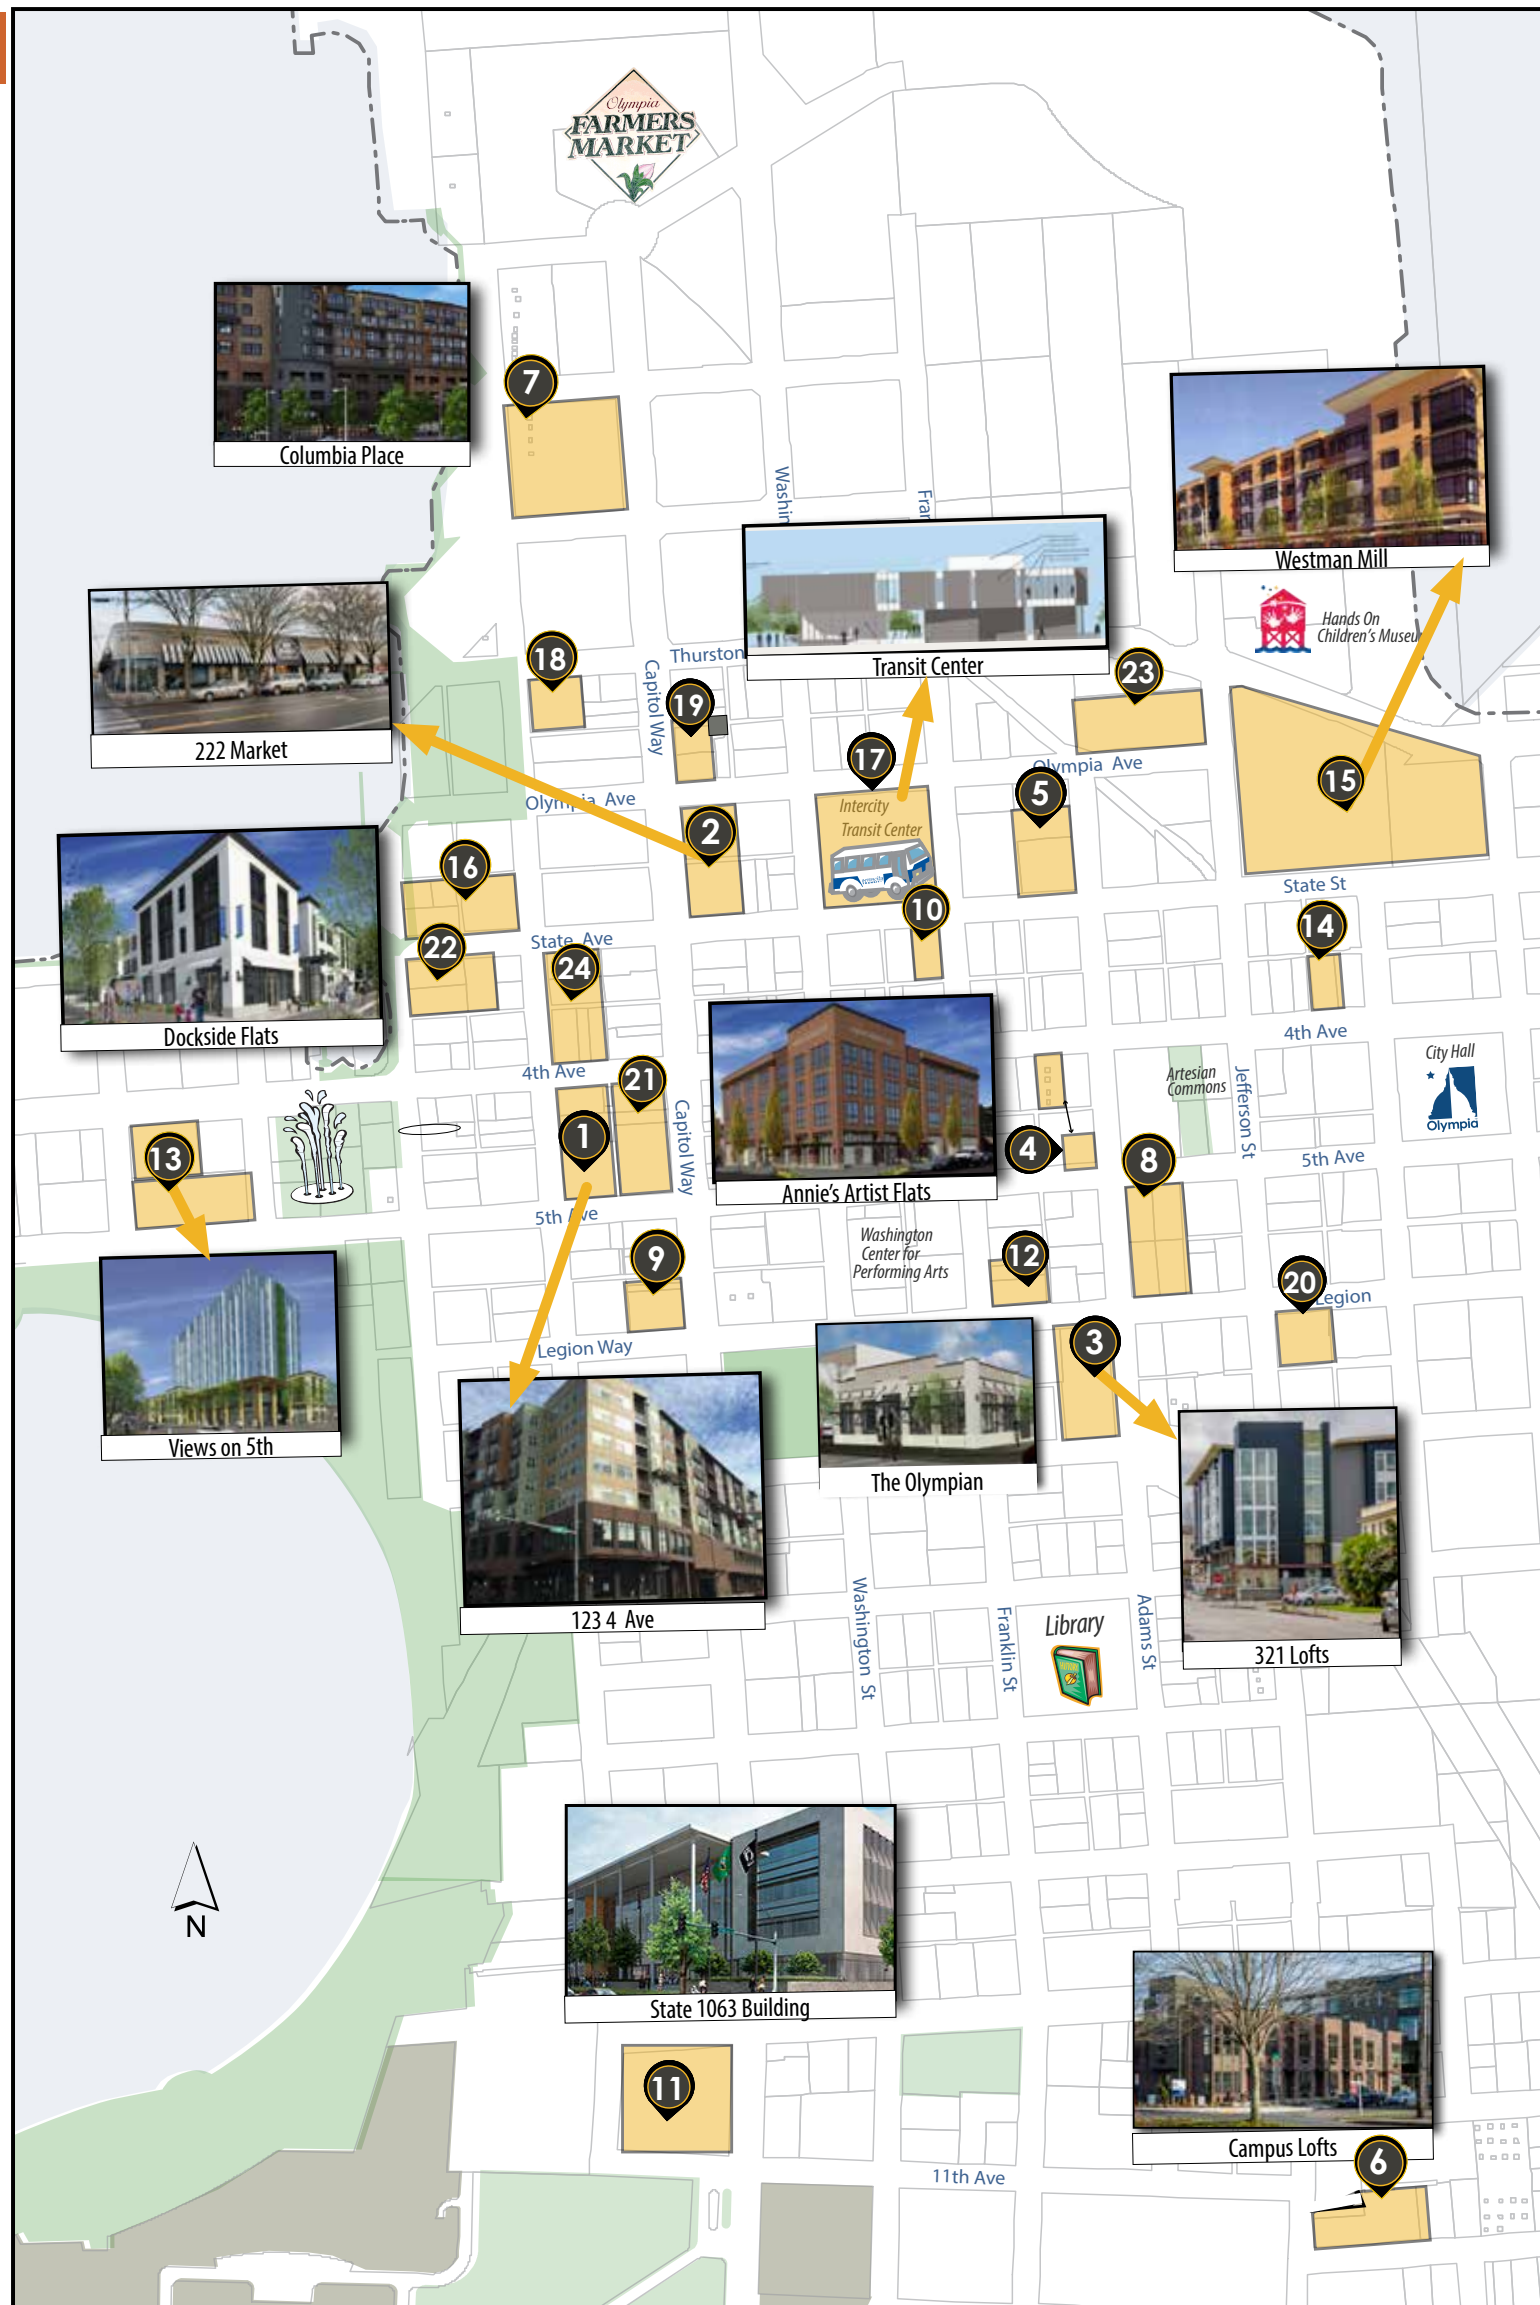 Olympia
FARMERS
MARKET
7
Columbia Place
Washin
Fran
Westman Mill
Hands On
Children's Museum
222 Market
18
Thurston
Capitol Way
19
Transit Center
23
17
Olympia Ave
15
5
Intercity
Transit Center
Olympia Ave
2
16
10
State St
14
22
State Ave
24
Dockside Flats
4th Ave
4th Ave
21
Artesian
Commons
Jefferson St
City Hall
Olympia
1
Capitol Way
13
4
8
5th Ave
Annie's Artist Flats
5th Ave
9
Washington
Center for
Performing Arts
12
20
Legion
Legion Way
3
Views on 5th
The Olympian
123 4 Ave
Washington St
Franklin St
Library
Adams St
321 Lofts
N
State 1063 Building
11
Campus Lofts
6
11th Ave